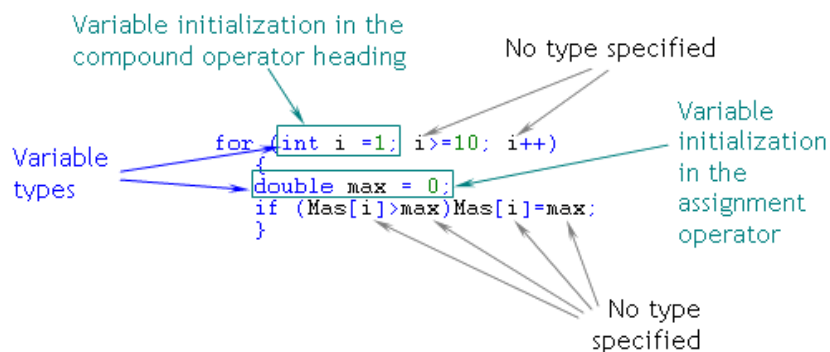 Variable initialization in the
compound operator heading
No type specified
Variable
types
for (int i =1; i>=10; i++)
{
double max = 0;
if (Mas[i]>max)Mas[i]=max;
}
Variable
initialization
in the
assignment
operator
No type
specified